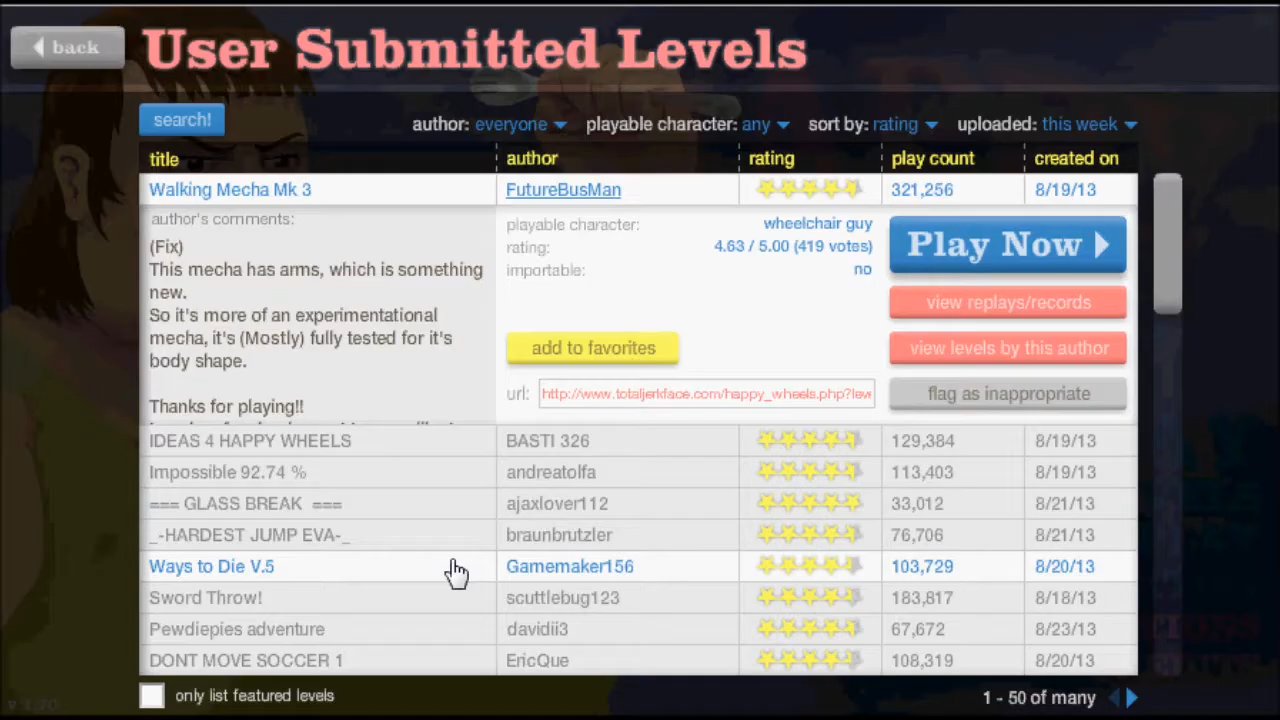 back
User Submitted Levels
search!
author: everyone
playable character: any
sort by: rating
uploaded: this week
title
author
rating
play count
created on
Walking Mecha Mk 3
FutureBusMan
321,256
8/19/13
author's comments:
(Fix)
This mecha has arms, which is something
new.
So it's more of an experimentational
mecha, it's (Mostly) fully tested for it's
body shape.
Thanks for playing!!
playable character:
wheelchair guy
rating:
4.63 / 5.00 (419 votes)
importable:
no
add to favorites
url:
http://www.totaljerkface.com/happy_wheels.php?leve
Play Now
view replays/records
view levels by this author
flag as inappropriate
IDEAS 4 HAPPY WHEELS
BASTI 326
129,384
8/19/13
Impossible 92.74 %
andreatolfa
113,403
8/19/13
=== GLASS BREAK ===
ajaxlover112
33,012
8/21/13
_-HARDEST JUMP EVA-_
braunbrutzler
76,706
8/21/13
Ways to Die V.5
Gamemaker156
103,729
8/20/13
Sword Throw!
scuttlebug123
183,817
8/18/13
Pewdiepies adventure
davidii3
67,672
8/23/13
DONT MOVE SOCCER 1
EricQue
108,319
8/20/13
only list featured levels
1 - 50 of many